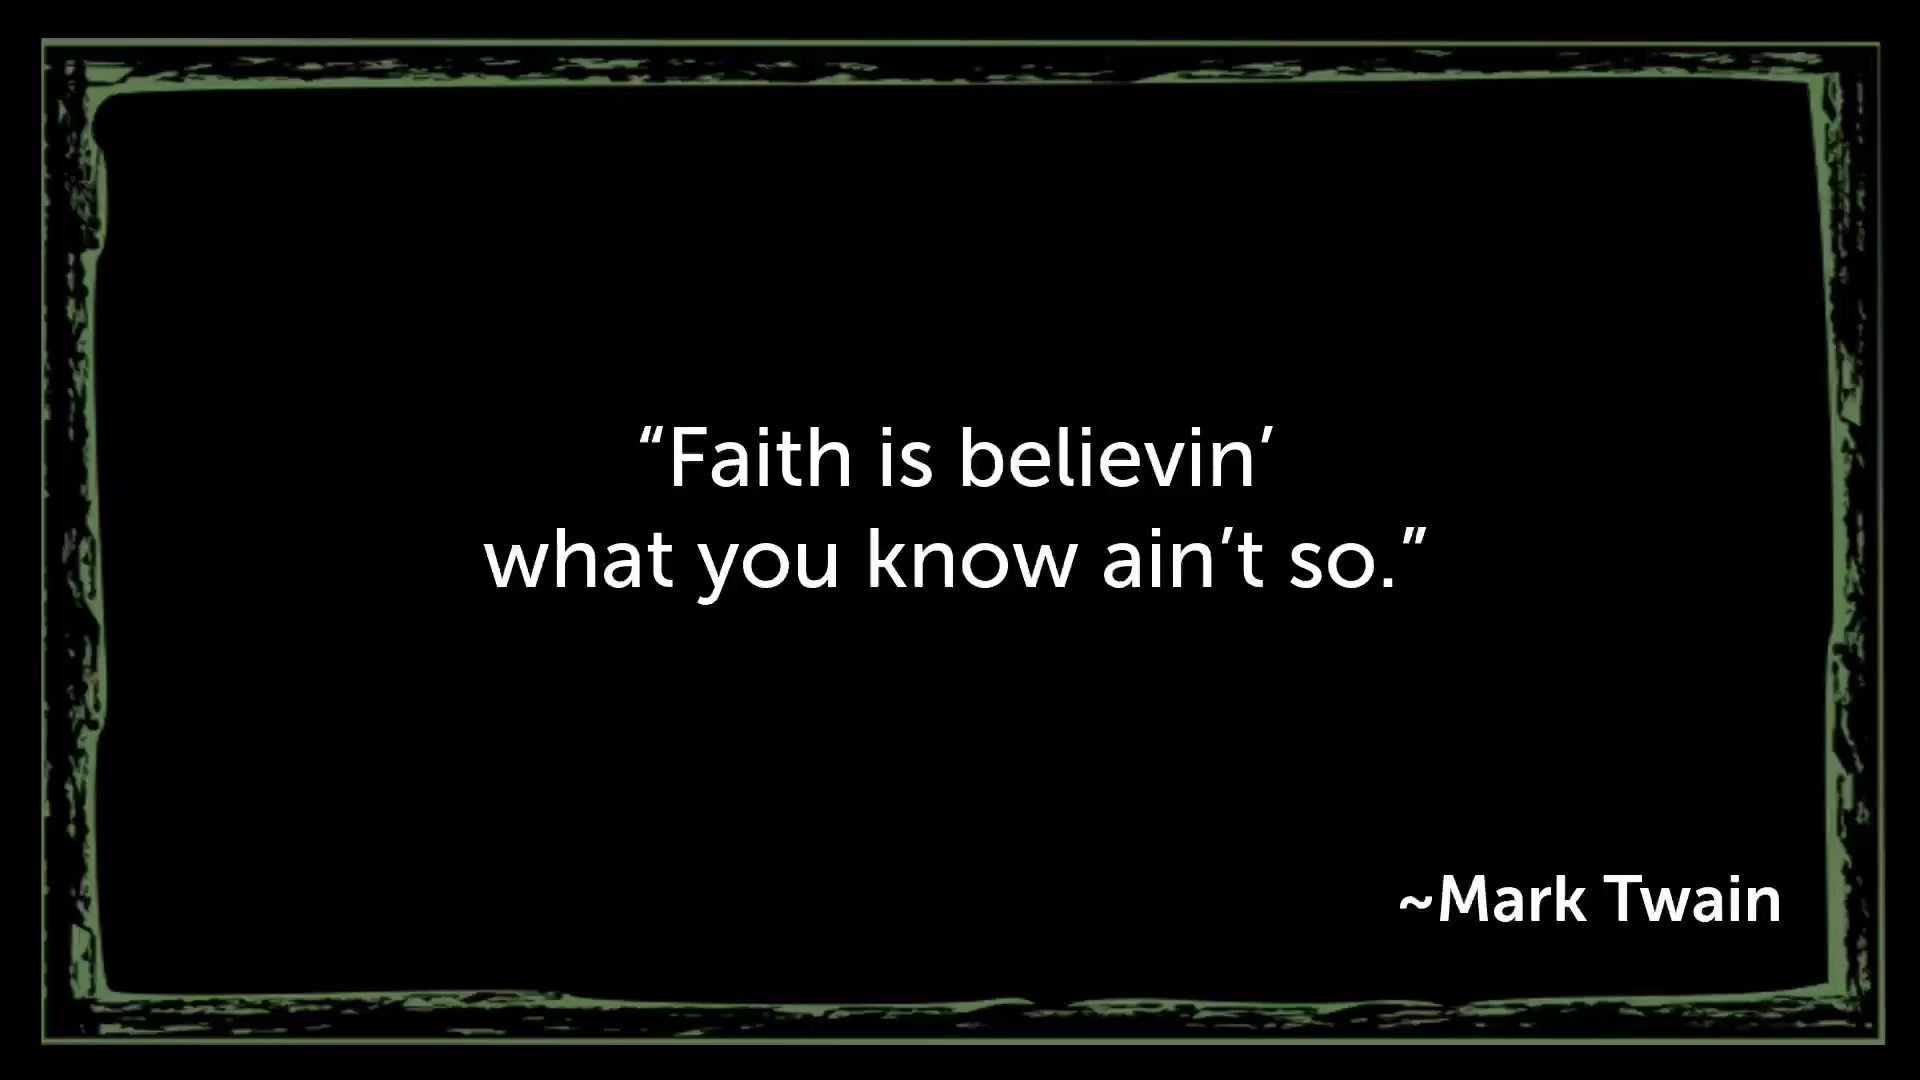 “Faith is believin’
what you know ain’t so.”
~Mark Twain